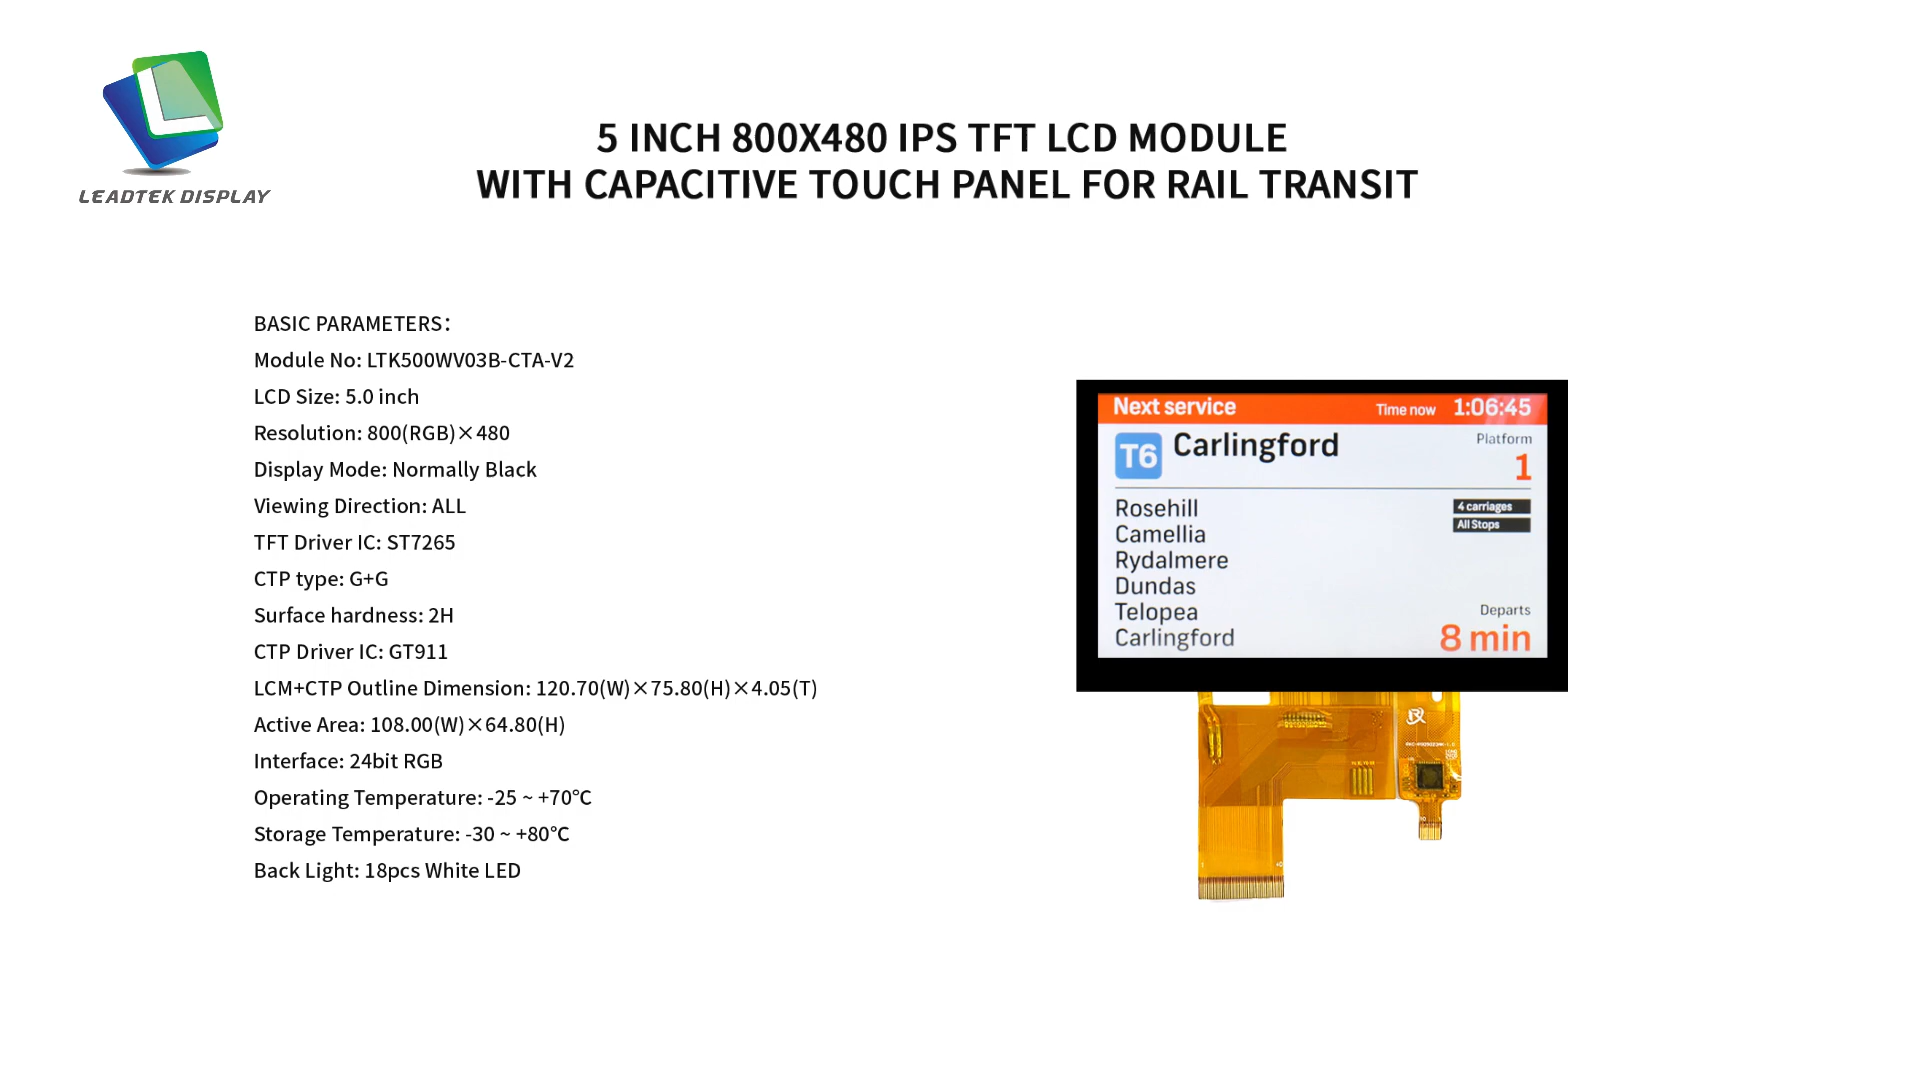 LEADTEK DISPLAY
5 INCH 800X480 IPS TFT LCD MODULE
WITH CAPACITIVE TOUCH PANEL FOR RAIL TRANSIT
BASIC PARAMETERS:
Module No: LTK500WV03B-CTA-V2
LCD Size: 5.0 inch
Resolution: 800(RGB)×480
Display Mode: Normally Black
Viewing Direction: ALL
TFT Driver IC: ST7265
CTP type: G+G
Surface hardness: 2H
CTP Driver IC: GT911
LCM+CTP Outline Dimension: 120.70(W)×75.80(H)×4.05(T)
Active Area: 108.00(W)×64.80(H)
Interface: 24bit RGB
Operating Temperature: -25 ~ +70℃
Storage Temperature: -30 ~ +80℃
Back Light: 18pcs White LED
Next service Time now 1:06:45
T6 Carlingford Platform
1
Rosehill 4 carriages
Camellia All Stops
Rydalmere
Dundas
Telopea Departs
Carlingford 8 min